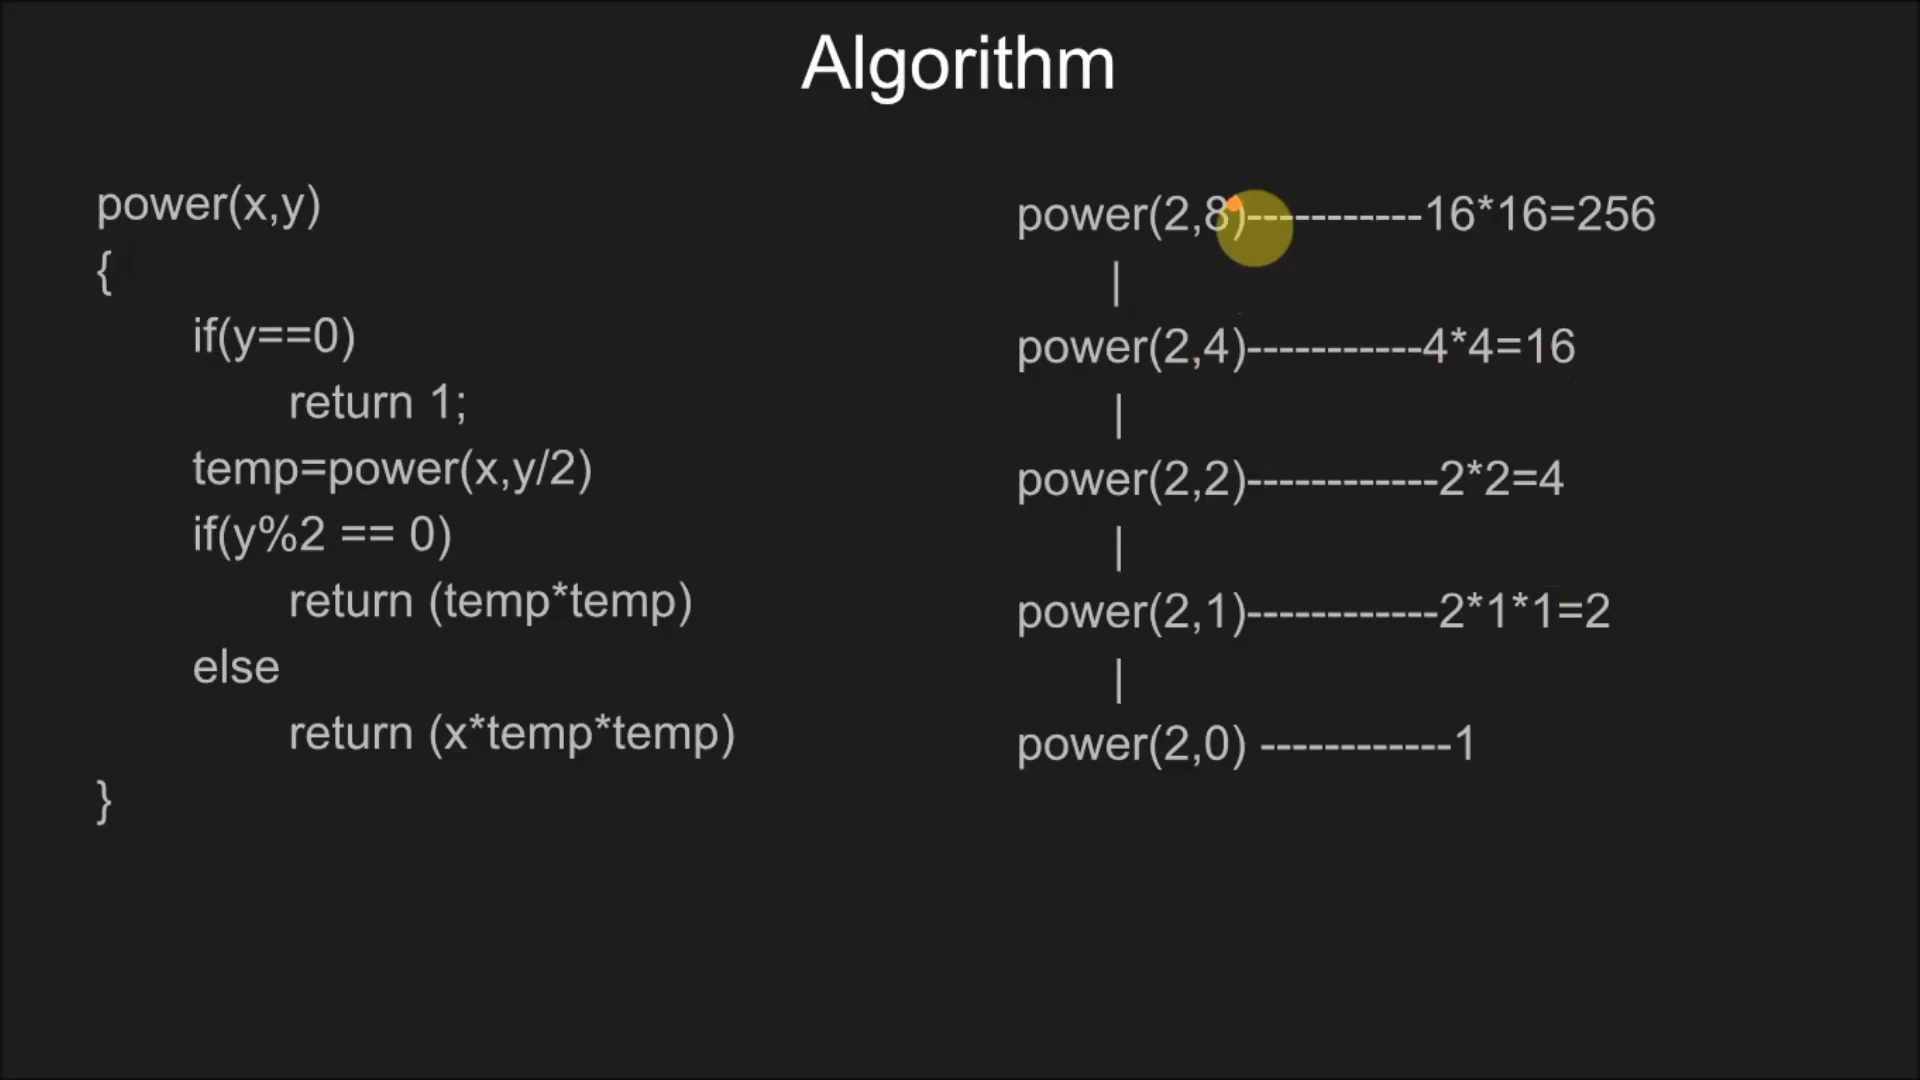 Algorithm
power(x,y)
{
if(y==0)
return 1;
temp=power(x,y/2)
if(y%2 == 0)
return (temp*temp)
else
return (x*temp*temp)
}
power(2,8)-----------16*16=256
|
power(2,4)-----------4*4=16
|
power(2,2)------------2*2=4
|
power(2,1)------------2*1*1=2
|
power(2,0) ------------1